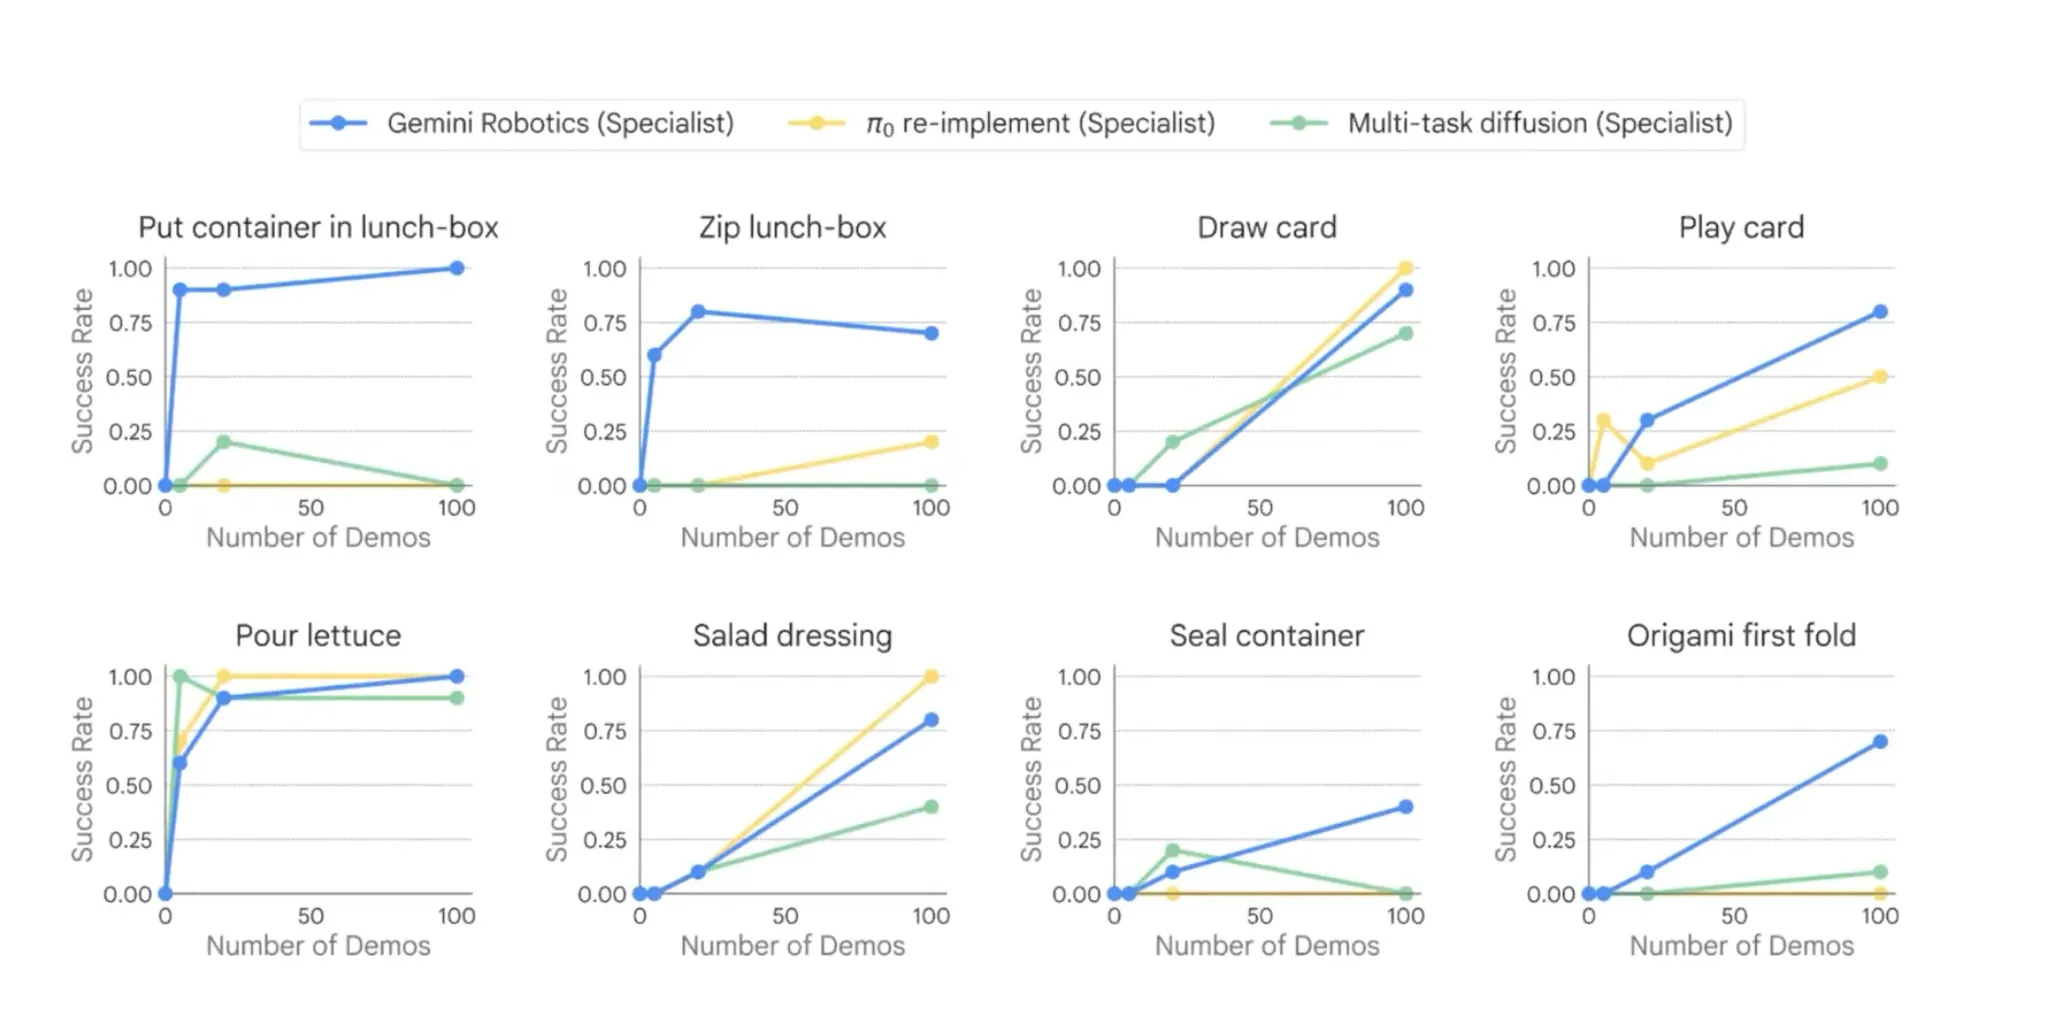 Gemini Robotics (Specialist) π₀ re-implement (Specialist) Multi-task diffusion (Specialist)
Put container in lunch-box
Success Rate
1.00
0.75
0.50
0.25
0.00
0 50 100
Number of Demos
Zip lunch-box
Success Rate
1.00
0.75
0.50
0.25
0.00
0 50 100
Number of Demos
Draw card
Success Rate
1.00
0.75
0.50
0.25
0.00
0 50 100
Number of Demos
Play card
Success Rate
1.00
0.75
0.50
0.25
0.00
0 50 100
Number of Demos
Pour lettuce
Success Rate
1.00
0.75
0.50
0.25
0.00
0 50 100
Number of Demos
Salad dressing
Success Rate
1.00
0.75
0.50
0.25
0.00
0 50 100
Number of Demos
Seal container
Success Rate
1.00
0.75
0.50
0.25
0.00
0 50 100
Number of Demos
Origami first fold
Success Rate
1.00
0.75
0.50
0.25
0.00
0 50 100
Number of Demos